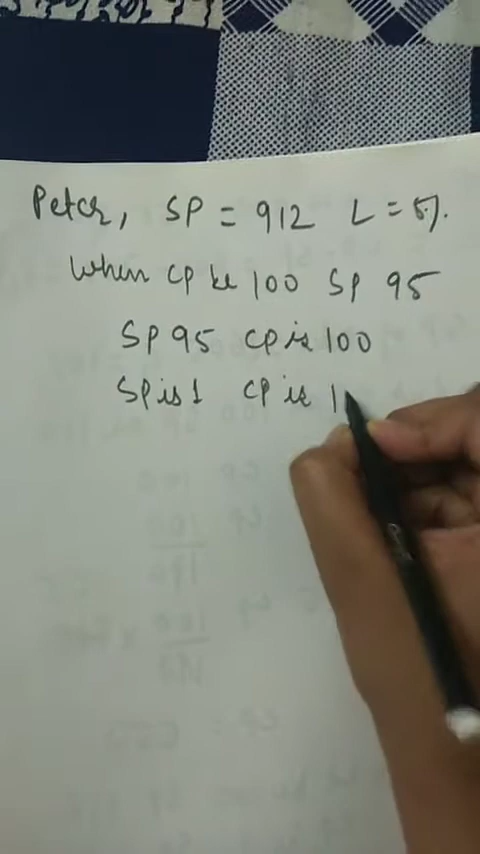 Peter, SP = 912 L = 5%.
When CP be 100 SP 95
SP 95 CP is 100
SP is 1 CP is 1